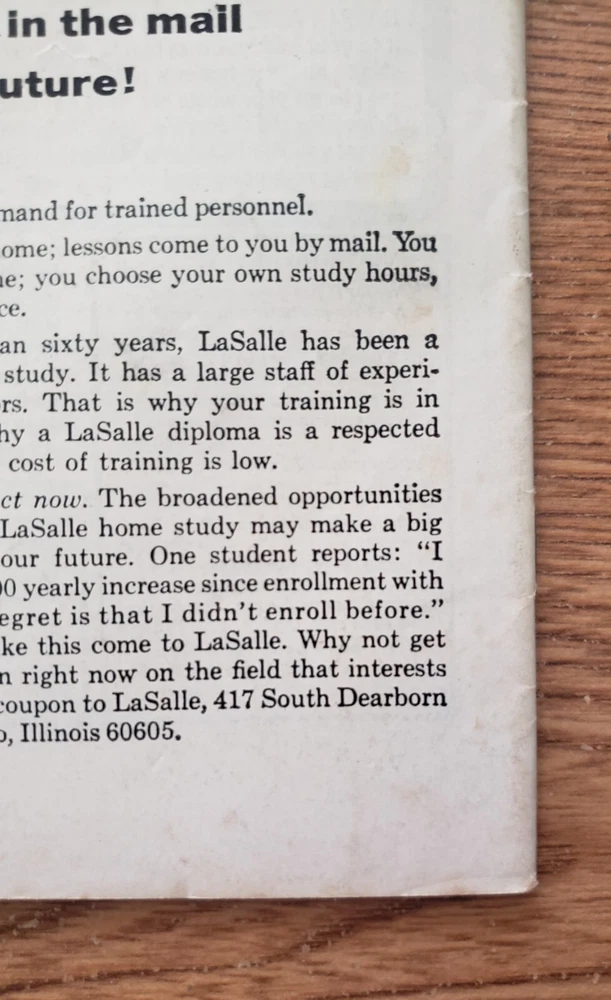 in the mail
uture!
mand for trained personnel.
ome; lessons come to you by mail. You
e; you choose your own study hours,
ce.
an sixty years, LaSalle has been a
study. It has a large staff of experi-
rs. That is why your training is in
hy a LaSalle diploma is a respected
cost of training is low.
ct now. The broadened opportunities
LaSalle home study may make a big
our future. One student reports: “I
00 yearly increase since enrollment with
egret is that I didn’t enroll before.”
ke this come to LaSalle. Why not get
n right now on the field that interests
coupon to LaSalle, 417 South Dearborn
o, Illinois 60605.